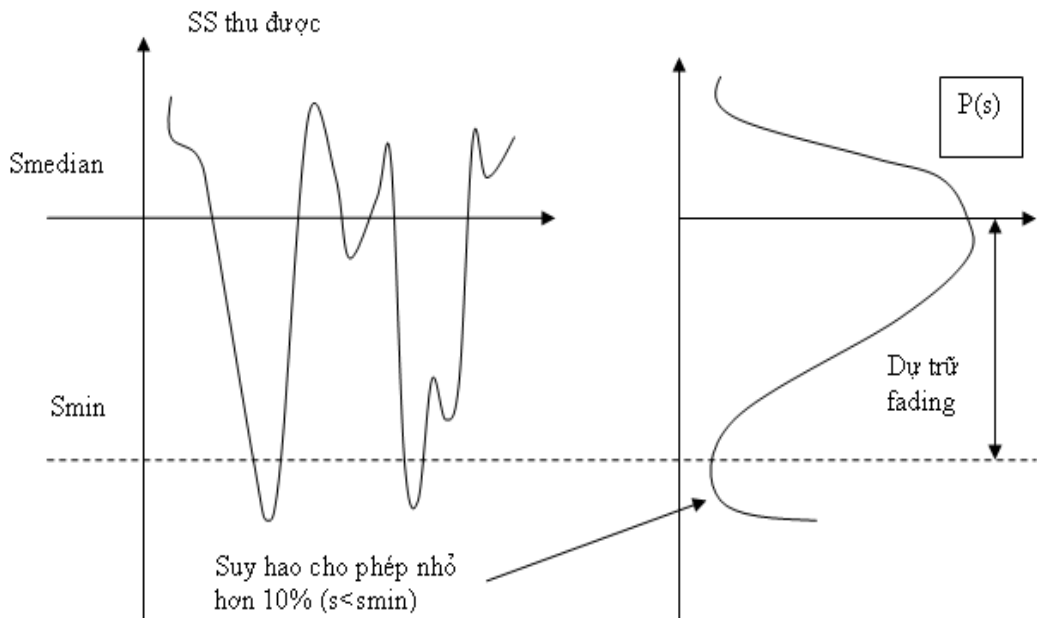 SS thu được
P(s)
Smedian
Smin
Dự trữ
fading
Suy hao cho phép nhỏ
hơn 10% (s<smin)